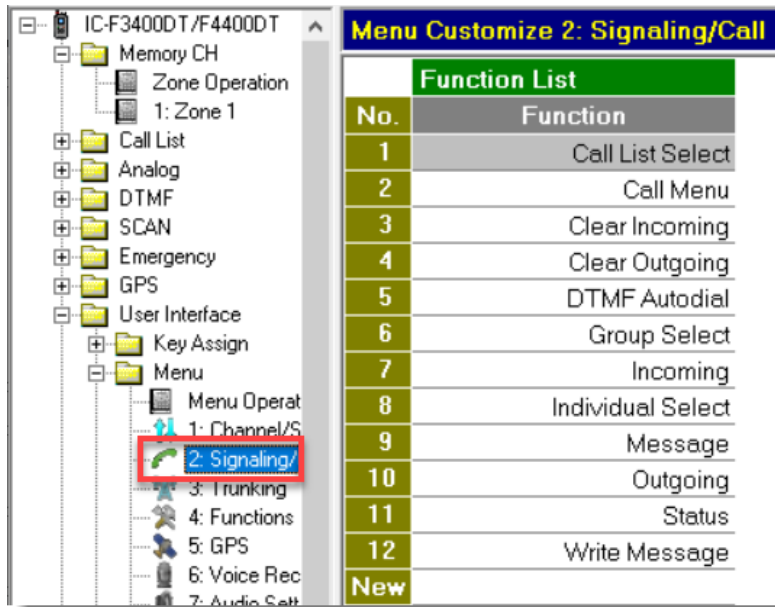 IC-F3400DT/F4400DT
Memory CH
Zone Operation
1: Zone 1
Call List
Analog
DTMF
SCAN
Emergency
GPS
User Interface
Key Assign
Menu
Menu Operat
1: Channel/S
2: Signaling/
3: Trunking
4: Functions
5: GPS
6: Voice Rec
7: Audio Sett
Menu Customize 2: Signaling/Call
Function List
No. Function
1 Call List Select
2 Call Menu
3 Clear Incoming
4 Clear Outgoing
5 DTMF Autodial
6 Group Select
7 Incoming
8 Individual Select
9 Message
10 Outgoing
11 Status
12 Write Message
New